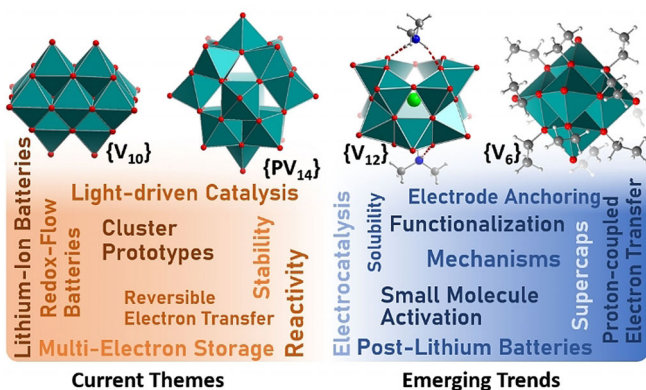 {V10}
{PV14}
{V12}
{V6}
Lithium-Ion Batteries
Redox-Flow
Batteries
Light-driven Catalysis
Cluster
Prototypes
Stability
Reactivity
Reversible
Electron Transfer
Multi-Electron Storage
Electrocatalysis
Solubility
Electrode Anchoring
Functionalization
Mechanisms
Supercaps
Proton-coupled
Electron Transfer
Small Molecule
Activation
Post-Lithium Batteries
Current Themes
Emerging Trends